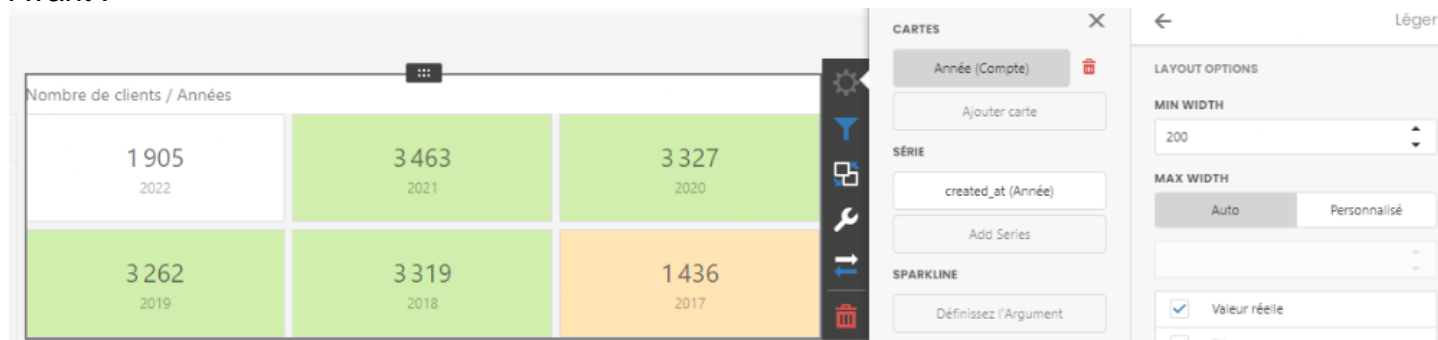 Nombre de clients / Années
1 905
2022
3 463
2021
3 327
2020
3 262
2019
3 319
2018
1 436
2017
CARTES
Année (Compte)
Ajouter carte
SÉRIE
created_at (Année)
Add Series
SPARKLINE
Définissez l'Argument
Léger
LAYOUT OPTIONS
MIN WIDTH
200
MAX WIDTH
Auto
Personnalisé
Valeur réelle